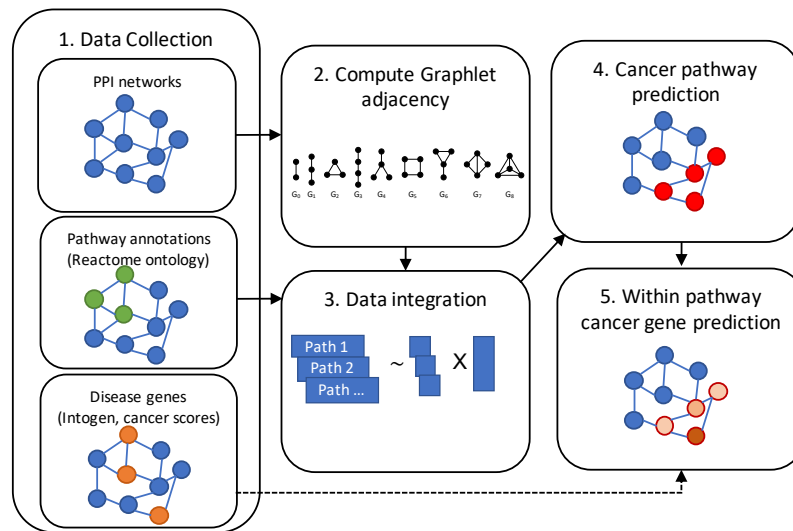 1. Data Collection
PPI networks
Pathway annotations
(Reactome ontology)
Disease genes
(Intogen, cancer scores)
2. Compute Graphlet
adjacency
G₀ G₁ G₂ G₃ G₄ G₅ G₆ G₇ G₈
3. Data integration
Path 1
Path 2
Path ...
~ X
4. Cancer pathway
prediction
5. Within pathway
cancer gene prediction